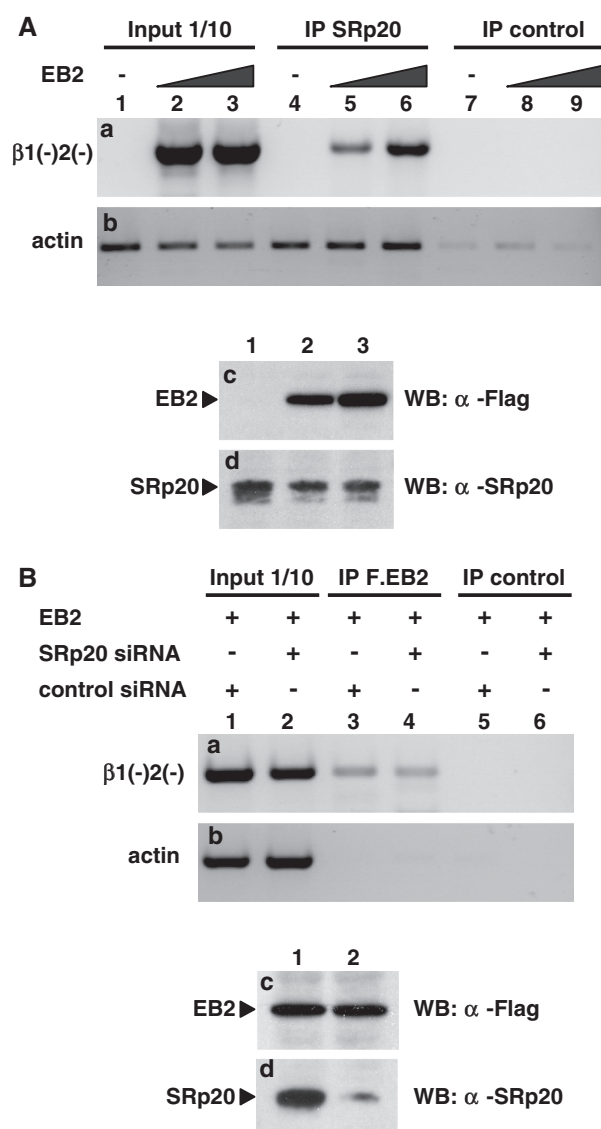 A
Input 1/10 IP SRp20 IP control
EB2 - - -
1 2 3 4 5 6 7 8 9
a
β1(-)2(-)
b
actin
1 2 3
c
EB2 WB: α -Flag
d
SRp20 WB: α -SRp20
B
Input 1/10 IP F.EB2 IP control
EB2 + + + + + +
SRp20 siRNA - + - + - +
control siRNA + - + - + -
1 2 3 4 5 6
a
β1(-)2(-)
b
actin
1 2
c
EB2 WB: α -Flag
d
SRp20 WB: α -SRp20